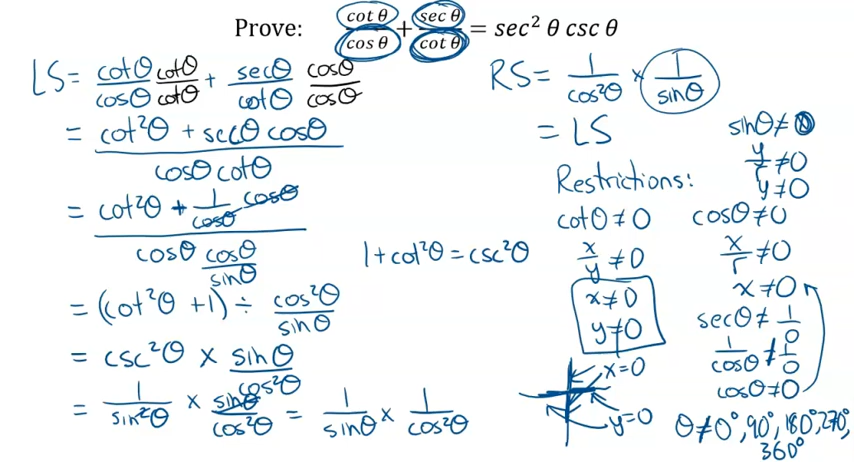 Prove: cot θ/cos θ + sec θ/cot θ = sec² θ csc θ
LS = cotθ/cosθ cotθ/cotθ + secθ/cotθ cosθ/cosθ
= (cot²θ + secθ cosθ)/(cosθ cotθ)
= (cot²θ + 1/cosθ cosθ)/(cosθ cosθ/sinθ)
1 + cot²θ = csc²θ
= (cot²θ + 1) ÷ cos²θ/sinθ
= csc²θ × sinθ/cos²θ
= 1/sin²θ × sinθ/cos²θ = 1/sinθ × 1/cos²θ
RS = 1/cos²θ × 1/sinθ
= LS
Restrictions:
cotθ ≠ 0
x/y ≠ 0
x ≠ 0
y ≠ 0
x = 0
y = 0
sinθ ≠ 0
y/r ≠ 0
y ≠ 0
cosθ ≠ 0
x/r ≠ 0
x ≠ 0
secθ ≠ 1/0
1/cosθ ≠ 1/0
cosθ ≠ 0
θ ≠ 0°, 90°, 180°, 270°,
360°